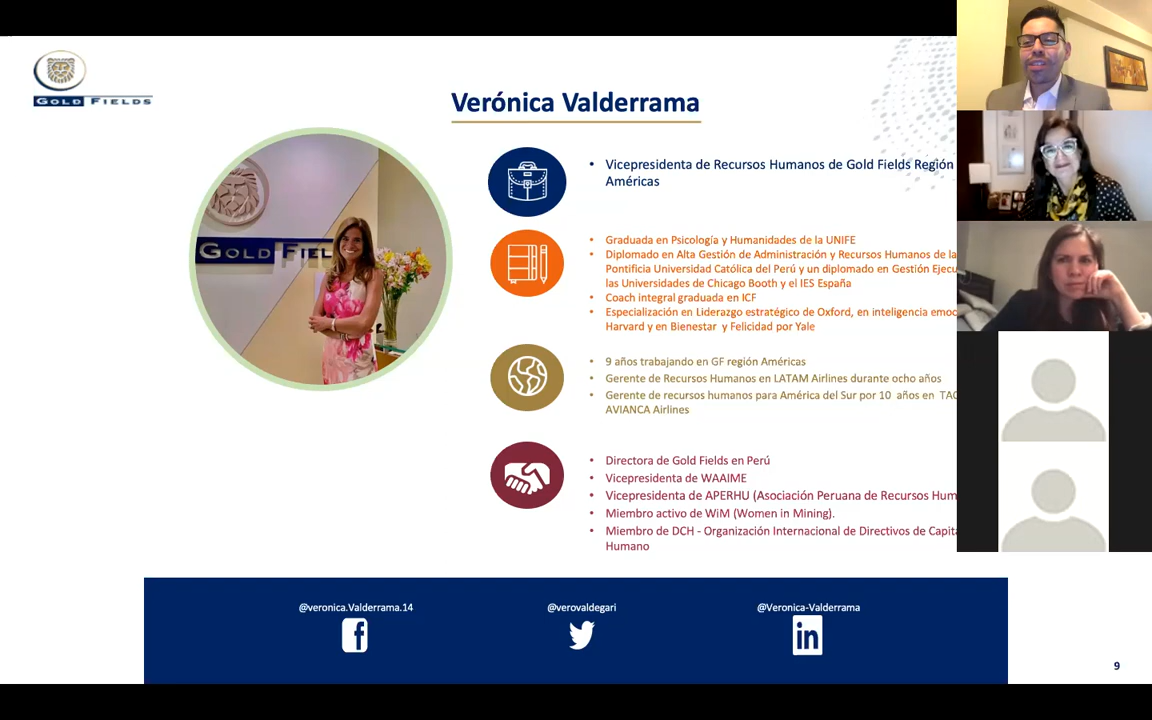 GOLD FIELDS
Verónica Valderrama
GOLD FIEL
• Vicepresidenta de Recursos Humanos de Gold Fields Región
Américas
• Graduada en Psicología y Humanidades de la UNIFE
• Diplomado en Alta Gestión de Administración y Recursos Humanos de la
Pontificia Universidad Católica del Perú y un diplomado en Gestión Ejecu
las Universidades de Chicago Booth y el IES España
• Coach integral graduada en ICF
• Especialización en Liderazgo estratégico de Oxford, en inteligencia emoc
Harvard y en Bienestar y Felicidad por Yale
• 9 años trabajando en GF región Américas
• Gerente de Recursos Humanos en LATAM Airlines durante ocho años
• Gerente de recursos humanos para América del Sur por 10 años en TAC
AVIANCA Airlines
• Directora de Gold Fields en Perú
• Vicepresidenta de WAAIME
• Vicepresidenta de APERHU (Asociación Peruana de Recursos Hum
• Miembro activo de WiM (Women in Mining).
• Miembro de DCH - Organización Internacional de Directivos de Capita
Humano
@veronica.Valderrama.14
@verovaldegari
@Veronica-Valderrama
9